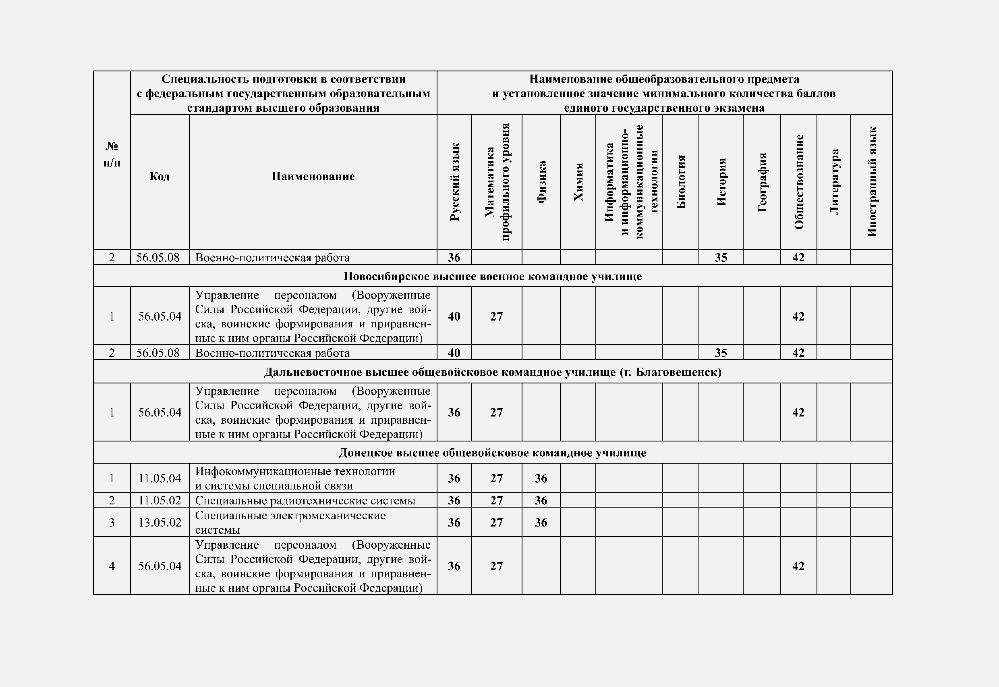 Специальность подготовки в соответствии
с федеральным государственным образовательным
стандартом высшего образования
Наименование общеобразовательного предмета
и установленное значение минимального количества баллов
единого государственного экзамена
№
п/п
Код
Наименование
Русский язык
Математика
профильного уровня
Физика
Химия
Информатика
и информационно-
коммуникационные
технологии
Биология
История
География
Обществознание
Литература
Иностранный язык
2 56.05.08 Военно-политическая работа 36 35 42
Новосибирское высшее военное командное училище
Управление персоналом (Вооруженные
Силы Российской Федерации, другие вой-
1 56.05.04 40 27 42
ска, воинские формирования и приравнен-
ные к ним органы Российской Федерации)
2 56.05.08 Военно-политическая работа 40 35 42
Дальневосточное высшее общевойсковое командное училище (г. Благовещенск)
Управление персоналом (Вооруженные
Силы Российской Федерации, другие вой-
1 56.05.04 36 27 42
ска, воинские формирования и приравнен-
ные к ним органы Российской Федерации)
Донецкое высшее общевойсковое командное училище
Инфокоммуникационные технологии
1 11.05.04 36 27 36
и системы специальной связи
2 11.05.02 Специальные радиотехнические системы 36 27 36
Специальные электромеханические
3 13.05.02 36 27 36
системы
Управление персоналом (Вооруженные
Силы Российской Федерации, другие вой-
4 56.05.04 36 27 42
ска, воинские формирования и приравнен-
ные к ним органы Российской Федерации)